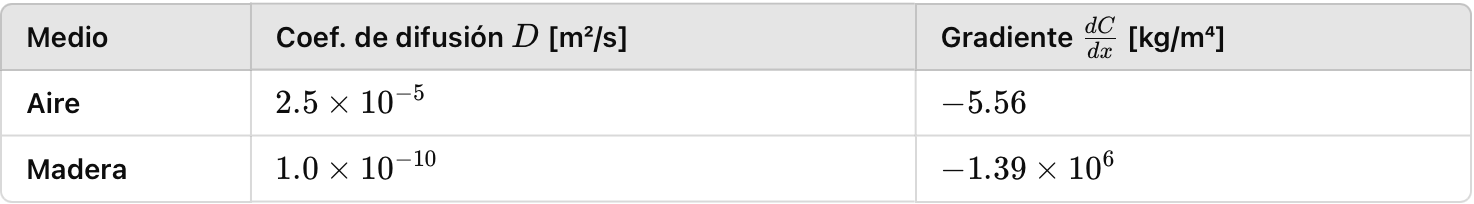 Medio Coef. de difusión D [m²/s] Gradiente dC/dx [kg/m⁴]
Aire 2.5 × 10⁻⁵ −5.56
Madera 1.0 × 10⁻¹⁰ −1.39 × 10⁶